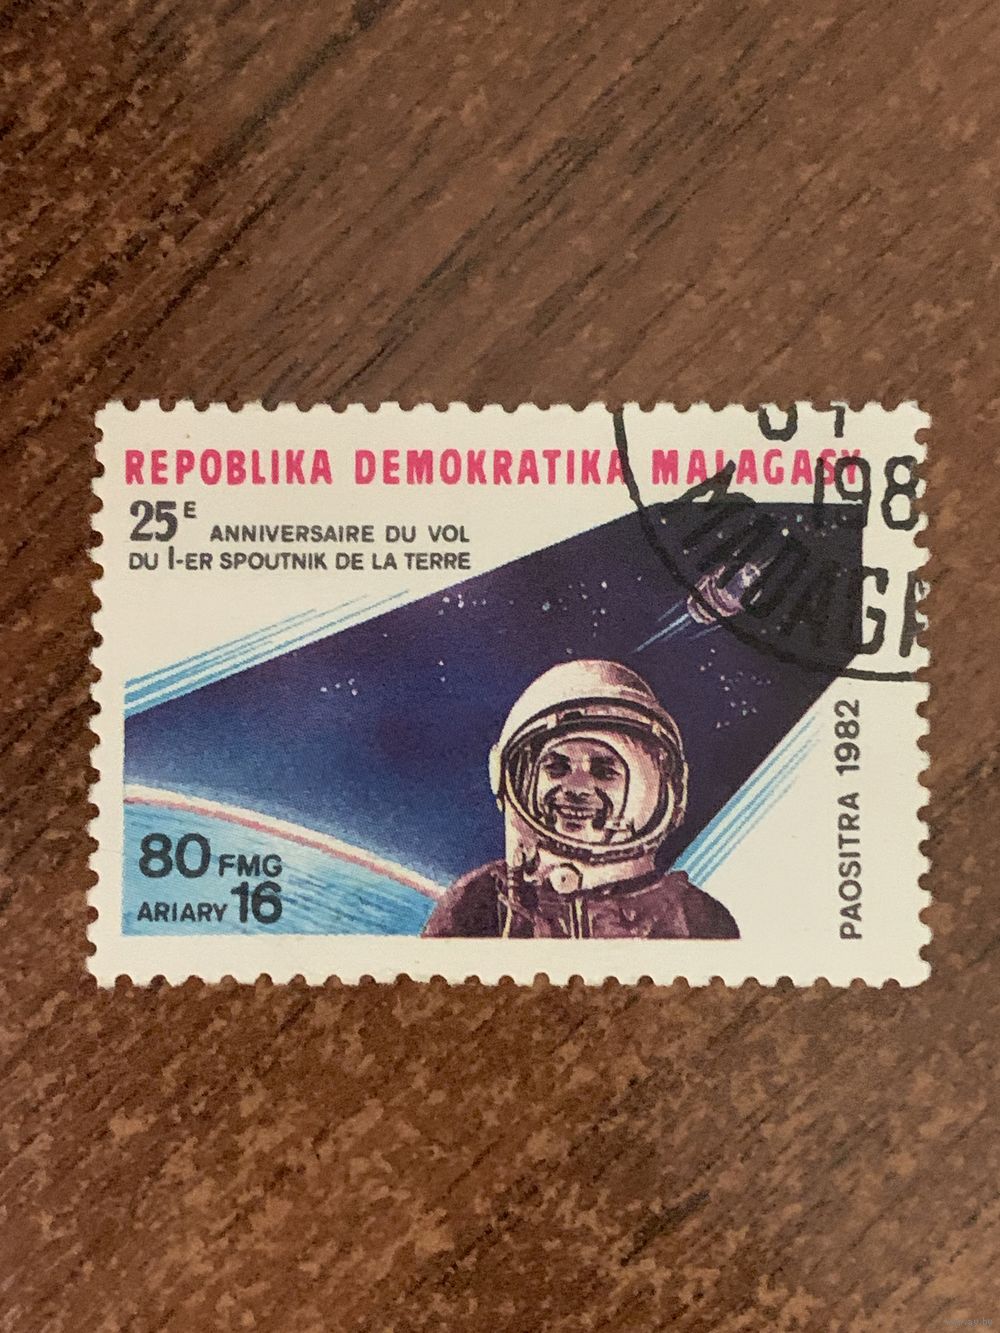 REPOBLIKA DEMOKRATIKA MALAGASY
25E ANNIVERSAIRE DU VOL
DU I-ER SPOUTNIK DE LA TERRE
198
80 FMG
ARIARY 16
PAOSITRA 1982